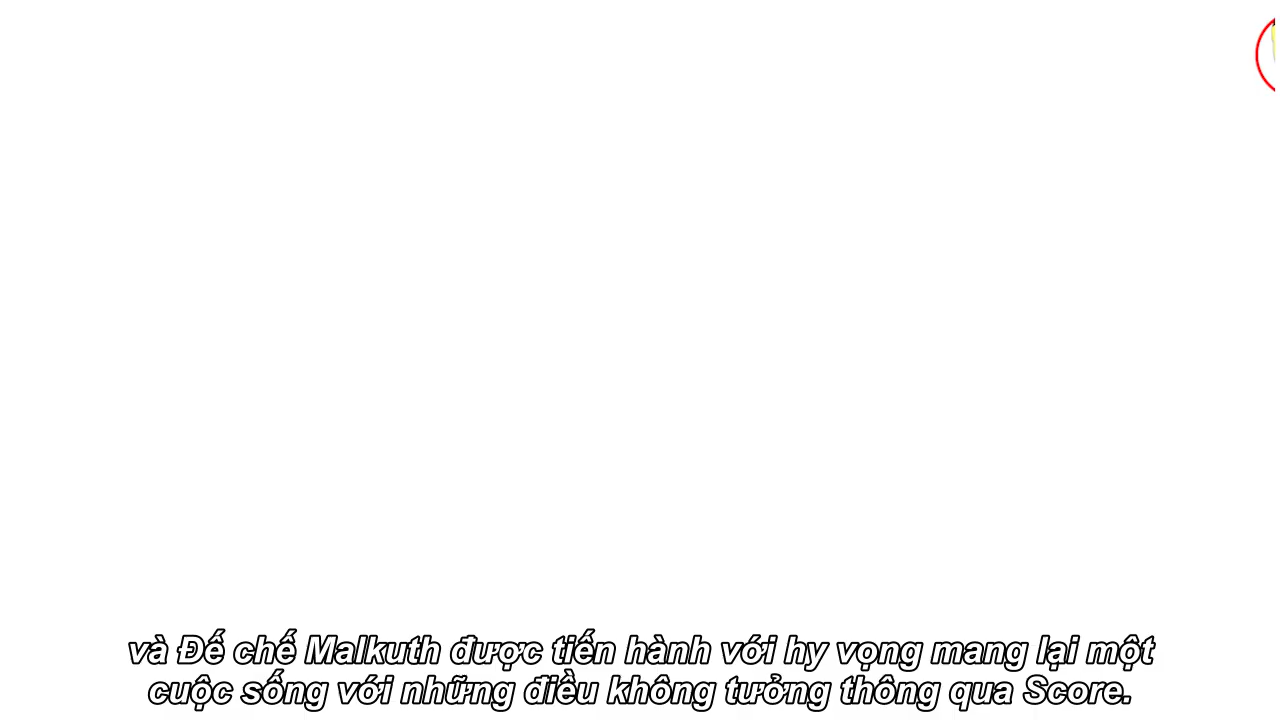 và Đế chế Malkuth được tiến hành với hy vọng mang lại một
cuộc sống với những điều không tưởng thông qua Score.